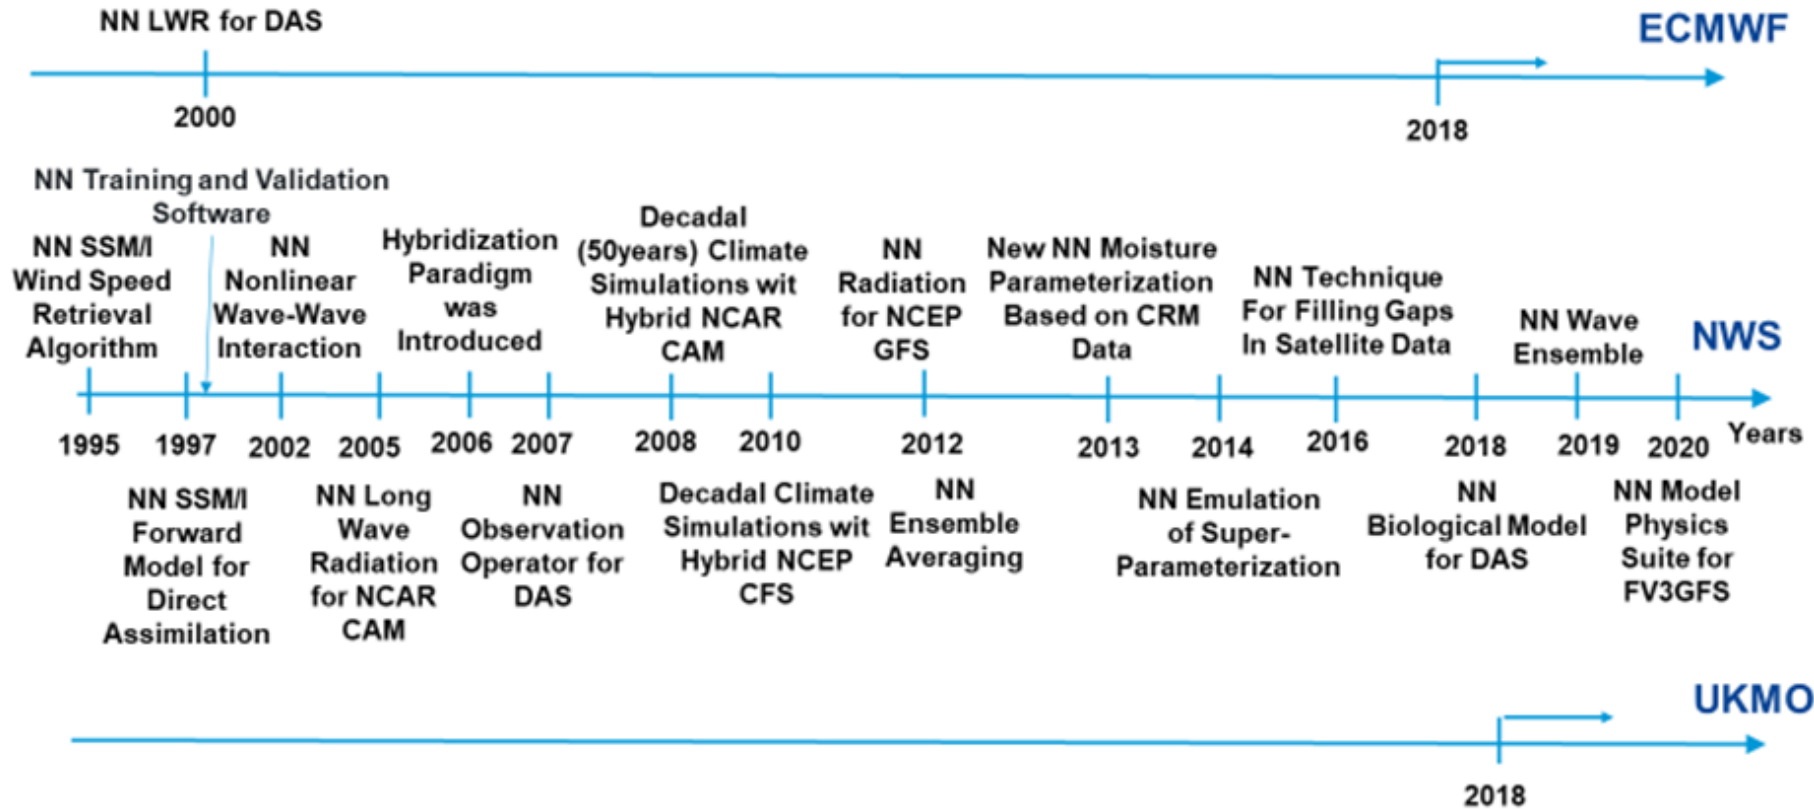 NN LWR for DAS
ECMWF
2000
2018
NN Training and Validation
Software
NN SSM/I
Wind Speed
Retrieval
Algorithm
NN
Nonlinear
Wave-Wave
Interaction
Hybridization
Paradigm
was
Introduced
Decadal
(50years) Climate
Simulations wit
Hybrid NCAR
CAM
NN
Radiation
for NCEP
GFS
New NN Moisture
Parameterization
Based on CRM
Data
NN Technique
For Filling Gaps
In Satellite Data
NN Wave
Ensemble
NWS
1995 1997 2002 2005 2006 2007 2008 2010 2012 2013 2014 2016 2018 2019 2020 Years
NN SSM/I
Forward
Model for
Direct
Assimilation
NN Long
Wave
Radiation
for NCAR
CAM
NN
Observation
Operator for
DAS
Decadal Climate
Simulations wit
Hybrid NCEP
CFS
NN
Ensemble
Averaging
NN Emulation
of Super-
Parameterization
NN
Biological Model
for DAS
NN Model
Physics
Suite for
FV3GFS
UKMO
2018